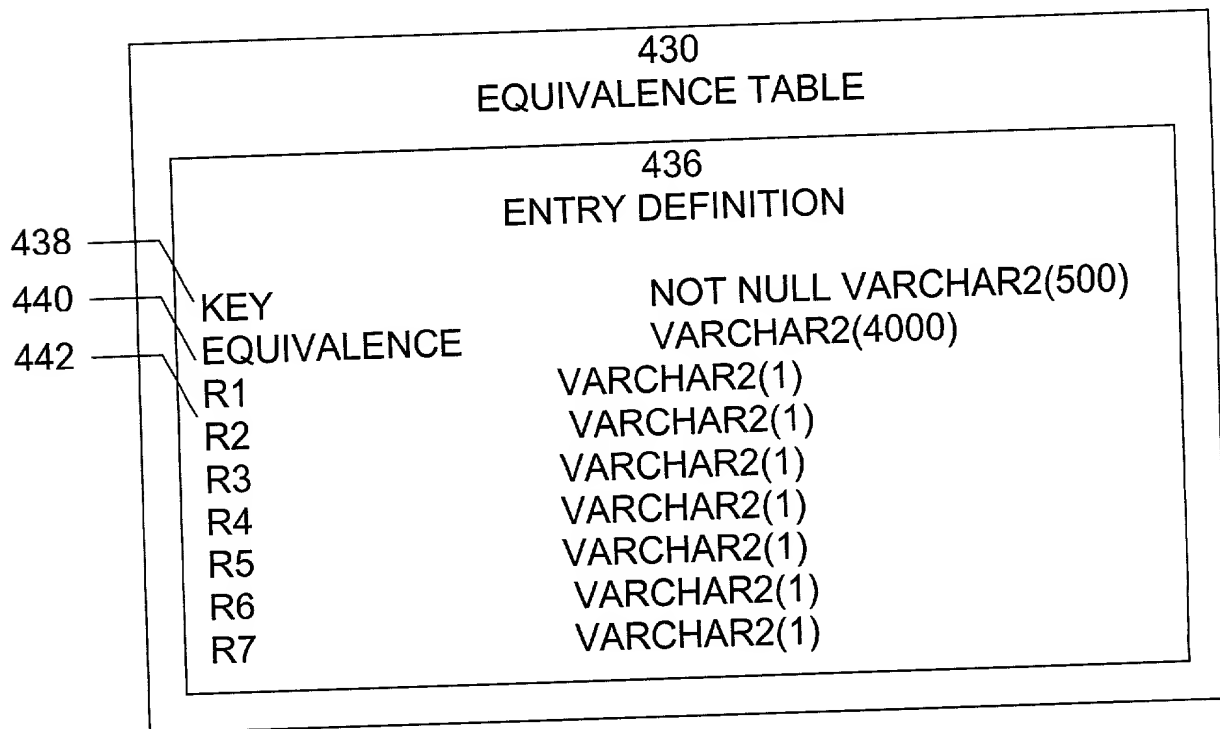 430
EQUIVALENCE TABLE
436
ENTRY DEFINITION
438
KEY NOT NULL VARCHAR2(500)
440
EQUIVALENCE VARCHAR2(4000)
442
R1 VARCHAR2(1)
R2 VARCHAR2(1)
R3 VARCHAR2(1)
R4 VARCHAR2(1)
R5 VARCHAR2(1)
R6 VARCHAR2(1)
R7 VARCHAR2(1)